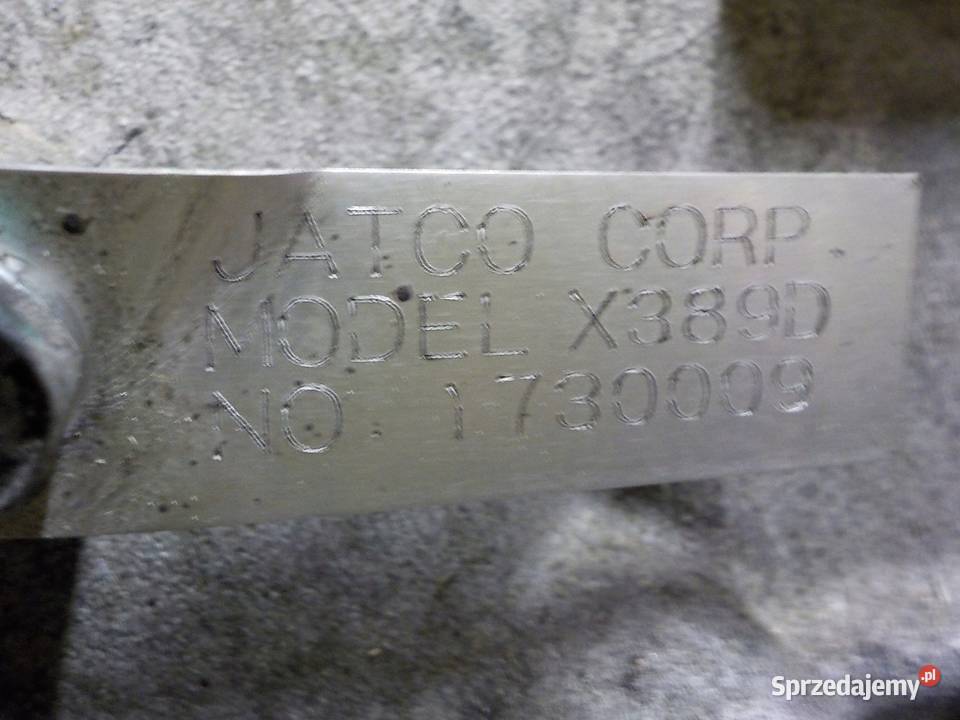 JATCO CORP
MODEL X389D
NO. 1730009
Sprzedajemy.pl